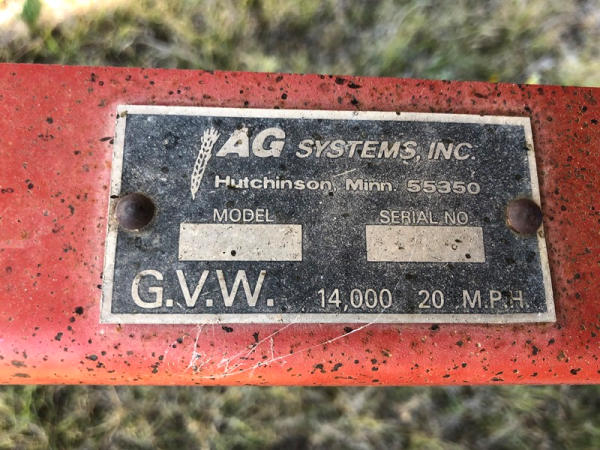 AG SYSTEMS, INC.
Hutchinson, Minn. 55350
MODEL SERIAL NO
G.V.W. 14,000 20 M.P.H.